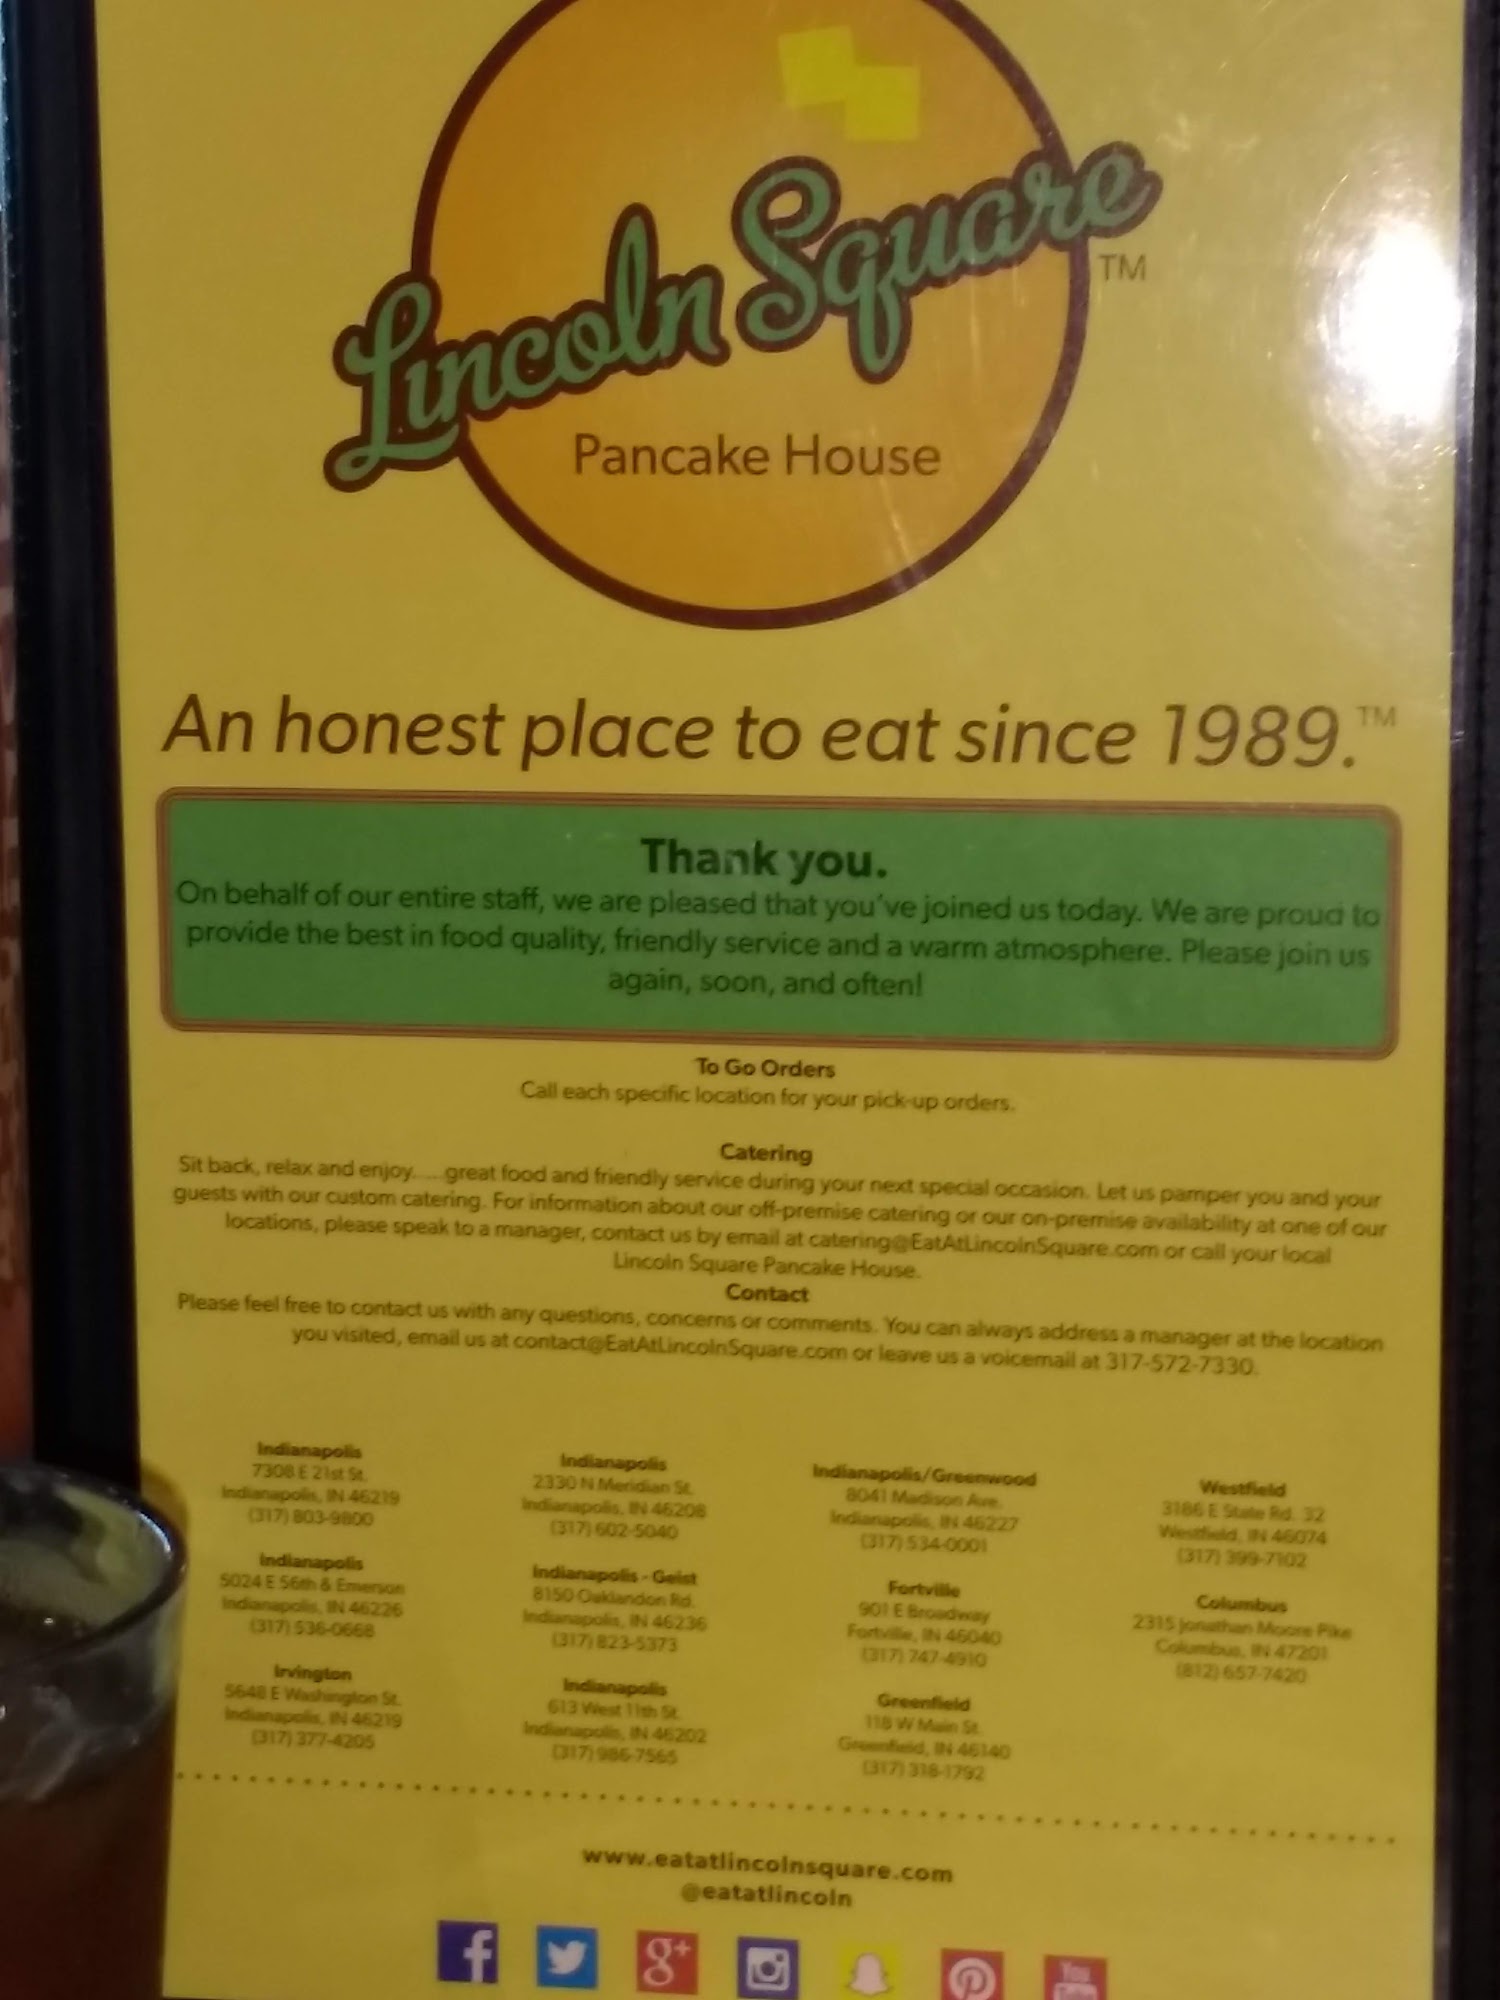 Lincoln Square TM
Pancake House
An honest place to eat since 1989.TM
Thank you.
On behalf of our entire staff, we are pleased that you've joined us today. We are proud to
provide the best in food quality, friendly service and a warm atmosphere. Please join us
again, soon, and often!
To Go Orders
Call each specific location for your pick-up orders.
Catering
Sit back, relax and enjoy.....great food and friendly service during your next special occasion. Let us pamper you and your
guests with our custom catering. For information about our off-premise catering or our on-premise availability at one of our
locations, please speak to a manager, contact us by email at catering@EatAtLincolnSquare.com or call your local
Lincoln Square Pancake House.
Contact
Please feel free to contact us with any questions, concerns or comments. You can always address a manager at the location
you visited, email us at contact@EatAtLincolnSquare.com or leave us a voicemail at 317-572-7330.
Indianapolis
7308 E 21st St.
Indianapolis, IN 46219
(317) 803-9800
Indianapolis
5024 E 56th & Emerson
Indianapolis, IN 46226
(317) 536-0668
Irvington
5648 E Washington St.
Indianapolis, IN 46219
(317) 377-4205
Indianapolis
2330 N Meridian St.
Indianapolis, IN 46208
(317) 602-5040
Indianapolis - Geist
8150 Oaklandon Rd.
Indianapolis, IN 46236
(317) 823-5373
Indianapolis
613 West 11th St.
Indianapolis, IN 46202
(317) 986-7565
Indianapolis/Greenwood
8041 Madison Ave.
Indianapolis, IN 46227
(317) 534-0001
Fortville
901 E Broadway
Fortville, IN 46040
(317) 747-4910
Greenfield
118 W Main St.
Greenfield, IN 46140
(317) 318-1792
Westfield
3186 E State Rd. 32
Westfield, IN 46074
(317) 399-7102
Columbus
2315 Jonathan Moore Pike
Columbus, IN 47201
(812) 657-7420
www.eatatlincolnsquare.com
@eatatlincoln
f g+ You
Tube